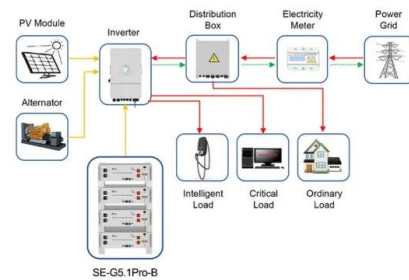 PV Module
Inverter
Distribution
Box
Electricity
Meter
Power
Grid
Alternator
Intelligent
Load
Critical
Load
Ordinary
Load
SE-G5.1Pro-B